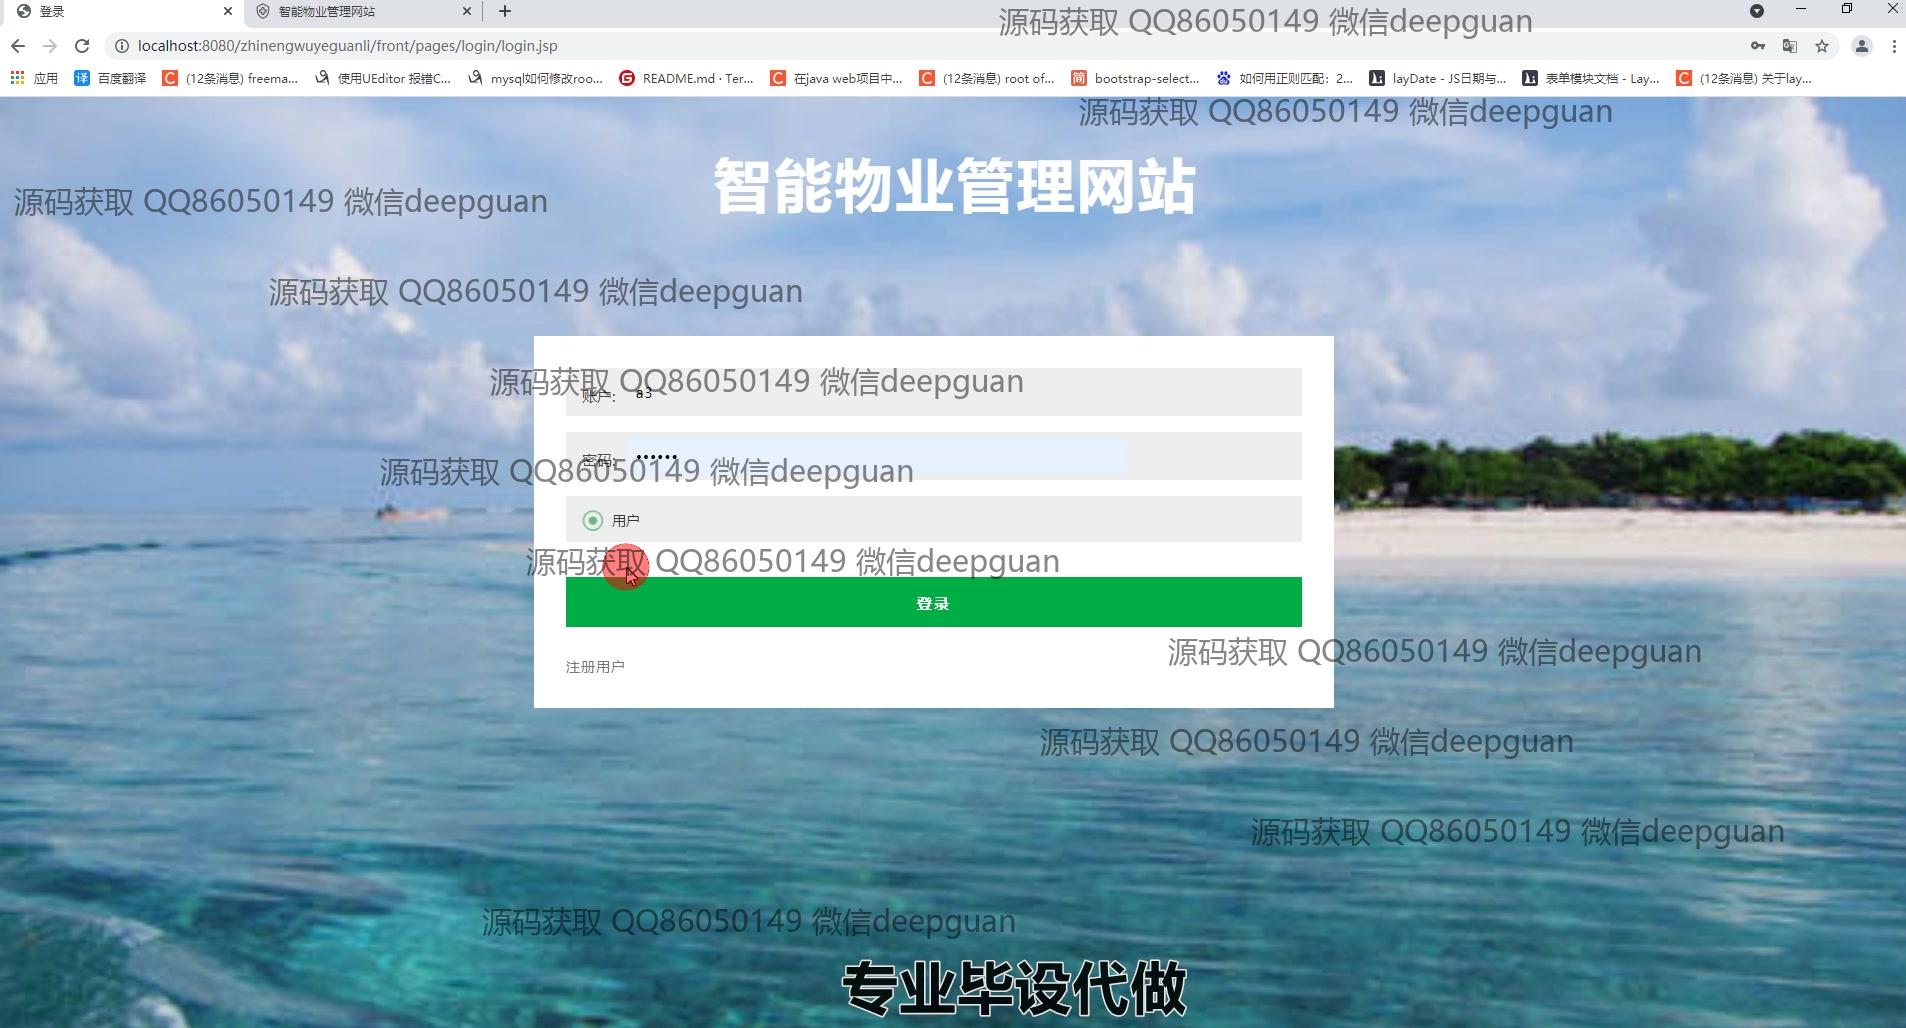 登录
智能物业管理网站
源码获取 QQ86050149 微信deepguan
localhost:8080/zhinengwuyeguanli/front/pages/login/login.jsp
应用
百度翻译
(12条消息) freema...
使用UEditor 报错C...
mysql如何修改roo...
README.md · Ter...
在java web项目中...
(12条消息) root of...
bootstrap-select...
如何用正则匹配：2...
layDate - JS日期与...
表单模块文档 - Lay...
(12条消息) 关于lay...
源码获取 QQ86050149 微信deepguan
智能物业管理网站
源码获取 QQ86050149 微信deepguan
源码获取 QQ86050149 微信deepguan
源码获取 QQ86050149 微信deepguan
账户: a3
密码: ••••••
源码获取 QQ86050149 微信deepguan
用户
源码获取 QQ86050149 微信deepguan
登录
源码获取 QQ86050149 微信deepguan
注册用户
源码获取 QQ86050149 微信deepguan
源码获取 QQ86050149 微信deepguan
源码获取 QQ86050149 微信deepguan
专业毕设代做